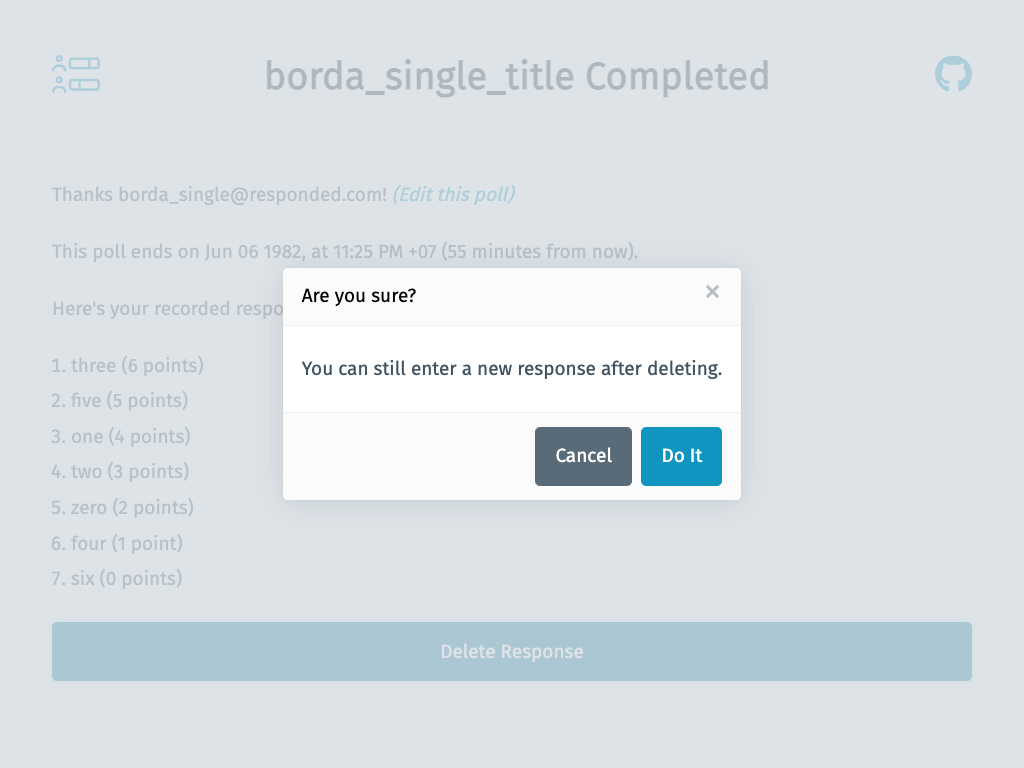 borda_single_title Completed
Thanks borda_single@responded.com! (Edit this poll)
This poll ends on Jun 06 1982, at 11:25 PM +07 (55 minutes from now).
Here's your recorded respo
1. three (6 points)
2. five (5 points)
3. one (4 points)
4. two (3 points)
5. zero (2 points)
6. four (1 point)
7. six (0 points)
Delete Response
Are you sure?
×
You can still enter a new response after deleting.
Cancel
Do It